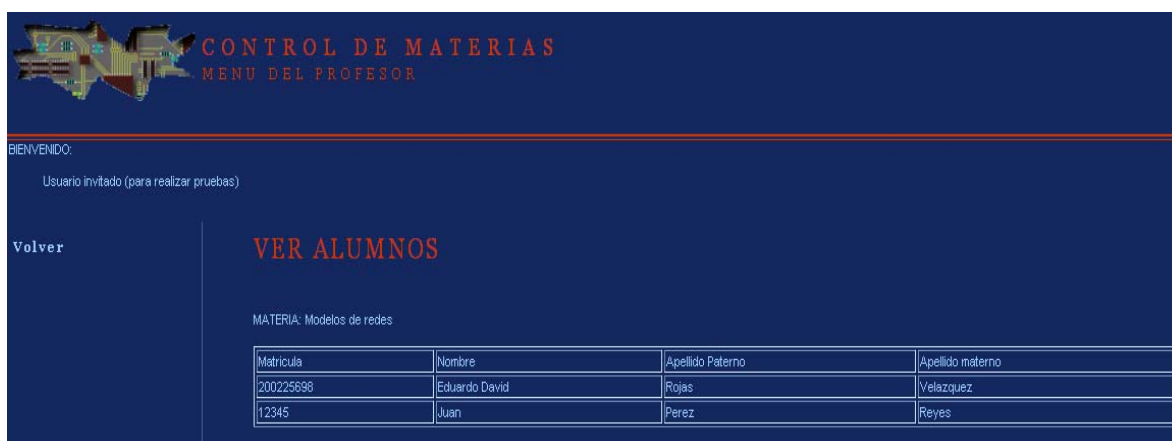 CONTROL DE MATERIAS
MENU DEL PROFESOR
BIENVENIDO:
Usuario invitado (para realizar pruebas)
Volver
VER ALUMNOS
MATERIA: Modelos de redes
Matricula Nombre Apellido Paterno Apellido materno
200225698 Eduardo David Rojas Velazquez
12345 Juan Perez Reyes